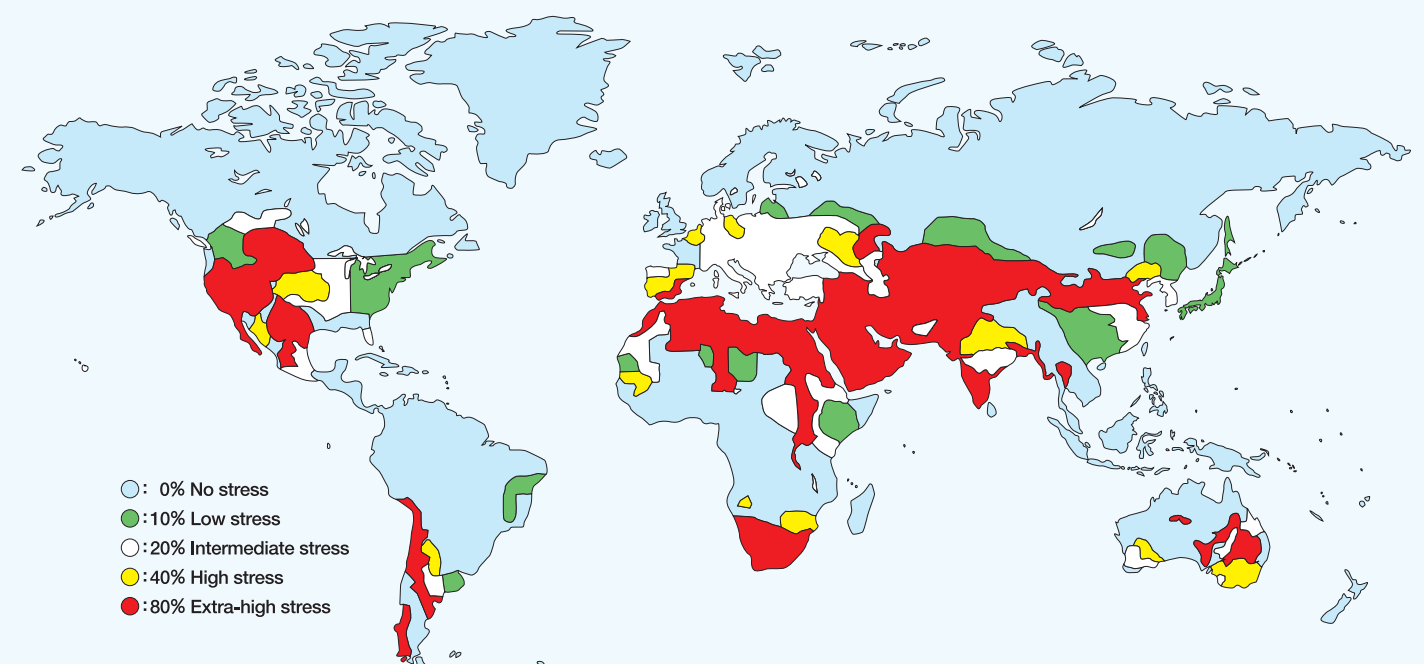 : 0% No stress
:10% Low stress
:20% Intermediate stress
:40% High stress
:80% Extra-high stress